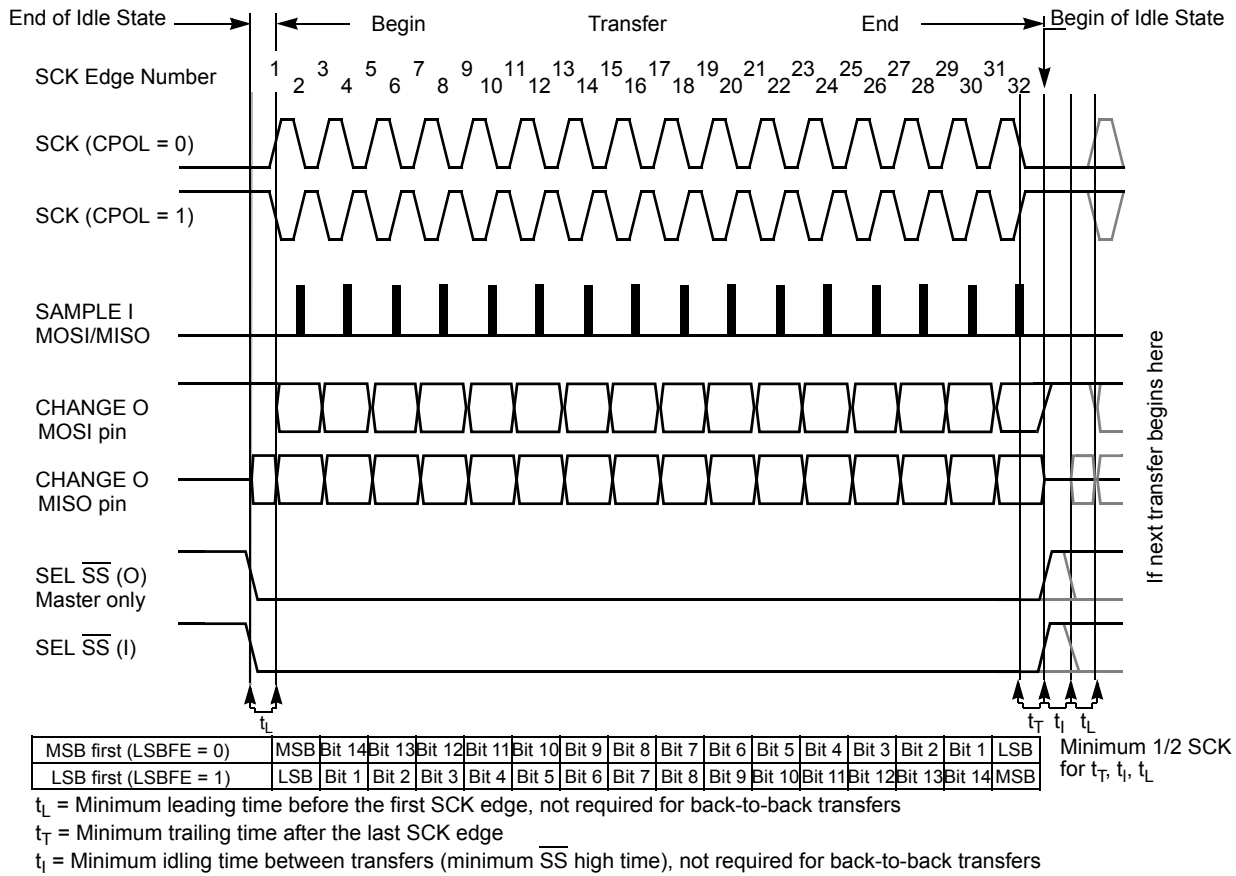 End of Idle State Begin Transfer End Begin of Idle State
SCK Edge Number 1 2 3 4 5 6 7 8 9 10 11 12 13 14 15 16 17 18 19 20 21 22 23 24 25 26 27 28 29 30 31 32
SCK (CPOL = 0)
SCK (CPOL = 1)
SAMPLE I
MOSI/MISO
CHANGE O
MOSI pin
CHANGE O
MISO pin
SEL SS (O)
Master only
SEL SS (I)
If next transfer begins here
tL tT tI tL
MSB first (LSBFE = 0) MSB Bit 14 Bit 13 Bit 12 Bit 11 Bit 10 Bit 9 Bit 8 Bit 7 Bit 6 Bit 5 Bit 4 Bit 3 Bit 2 Bit 1 LSB
LSB first (LSBFE = 1) LSB Bit 1 Bit 2 Bit 3 Bit 4 Bit 5 Bit 6 Bit 7 Bit 8 Bit 9 Bit 10 Bit 11 Bit 12 Bit 13 Bit 14 MSB
Minimum 1/2 SCK
for tT, tI, tL
tL = Minimum leading time before the first SCK edge, not required for back-to-back transfers
tT = Minimum trailing time after the last SCK edge
tI = Minimum idling time between transfers (minimum SS high time), not required for back-to-back transfers